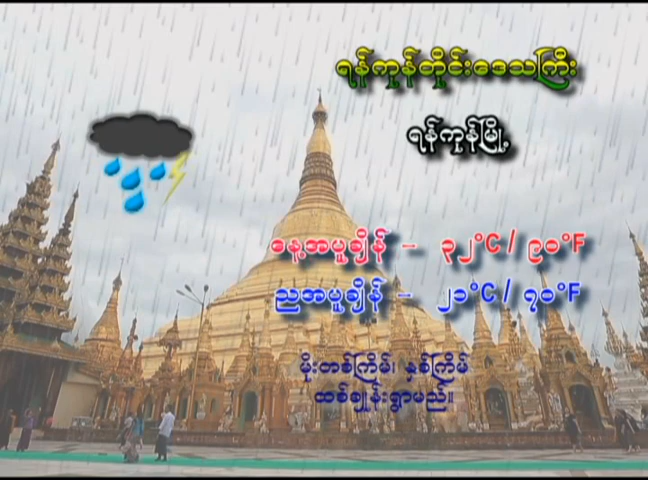 ရန်ကုန်တိုင်းဒေသကြီး
ရန်ကုန်မြို့
နေ့အပူချိန် - ၃၂°C / ၉၀°F
ညအပူချိန် - ၂၁°C / ၇၀°F
မိုးတစ်ကြိမ်၊ နှစ်ကြိမ်
ထစ်ချုန်းရွာမည်။